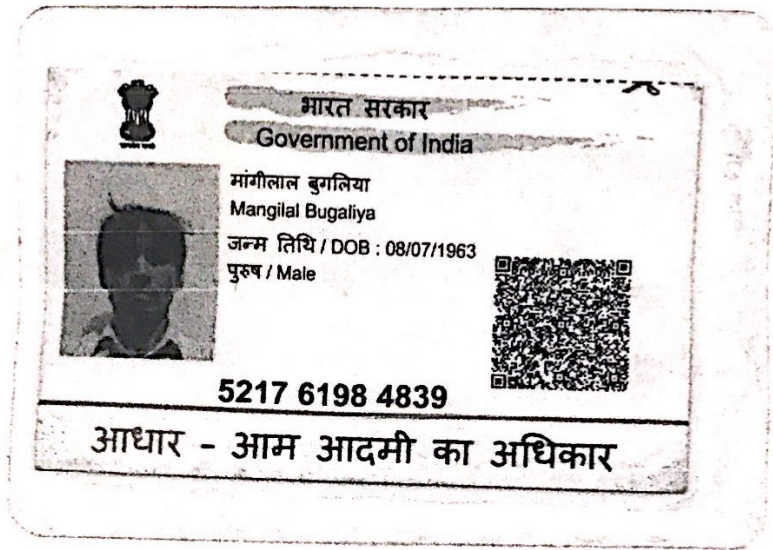 भारत सरकार
Government of India
मांगीलाल बुगलिया
Mangilal Bugaliya
जन्म तिथि / DOB : 08/07/1963
पुरुष / Male
5217 6198 4839
आधार - आम आदमी का अधिकार